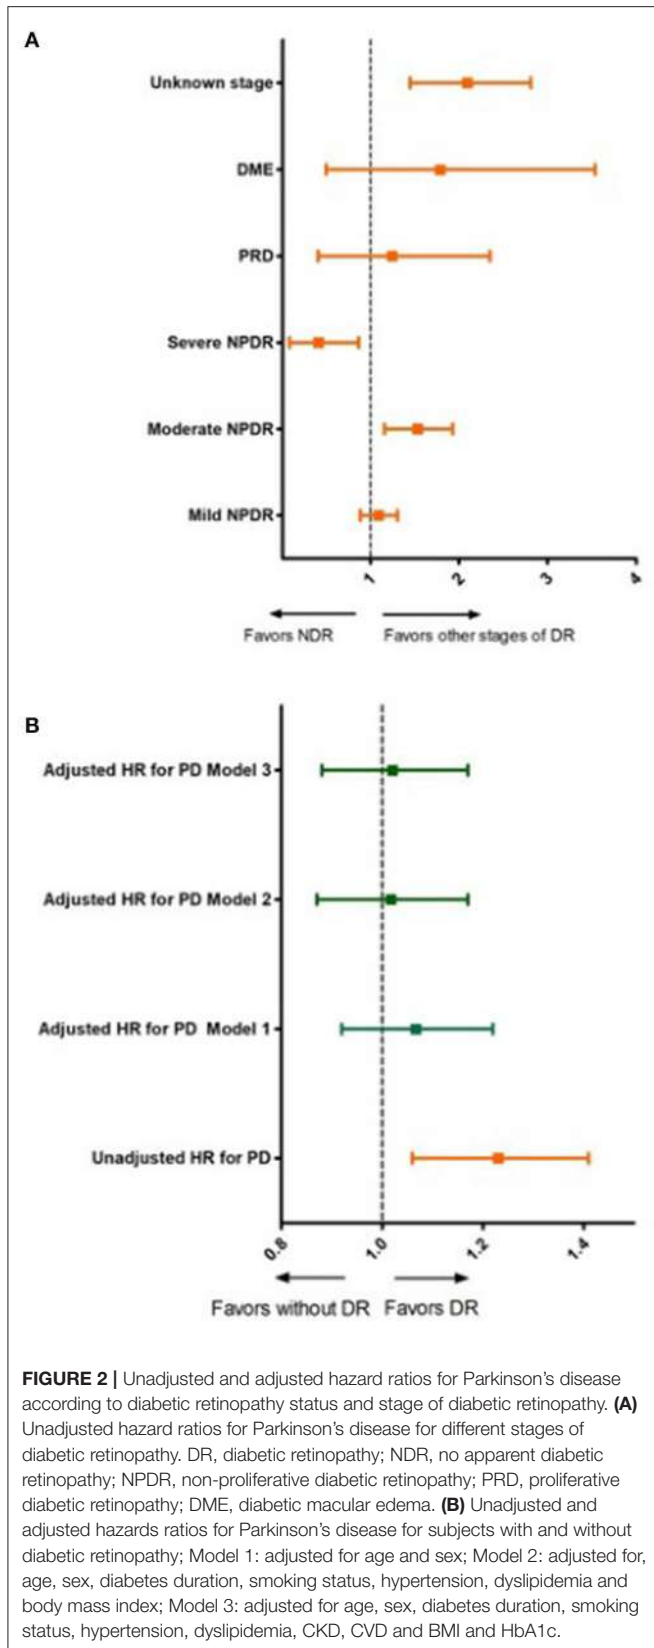 A
Unknown stage
DME
PRD
Severe NPDR
Moderate NPDR
Mild NPDR
1 2 3 4
Favors NDR Favors other stages of DR
B
Adjusted HR for PD Model 3
Adjusted HR for PD Model 2
Adjusted HR for PD Model 1
Unadjusted HR for PD
0.8 1.0 1.2 1.4
Favors without DR Favors DR
FIGURE 2 | Unadjusted and adjusted hazard ratios for Parkinson's disease
according to diabetic retinopathy status and stage of diabetic retinopathy. (A)
Unadjusted hazard ratios for Parkinson's disease for different stages of
diabetic retinopathy. DR, diabetic retinopathy; NDR, no apparent diabetic
retinopathy; NPDR, non-proliferative diabetic retinopathy; PRD, proliferative
diabetic retinopathy; DME, diabetic macular edema. (B) Unadjusted and
adjusted hazards ratios for Parkinson's disease for subjects with and without
diabetic retinopathy; Model 1: adjusted for age and sex; Model 2: adjusted for,
age, sex, diabetes duration, smoking status, hypertension, dyslipidemia and
body mass index; Model 3: adjusted for age, sex, diabetes duration, smoking
status, hypertension, dyslipidemia, CKD, CVD and BMI and HbA1c.